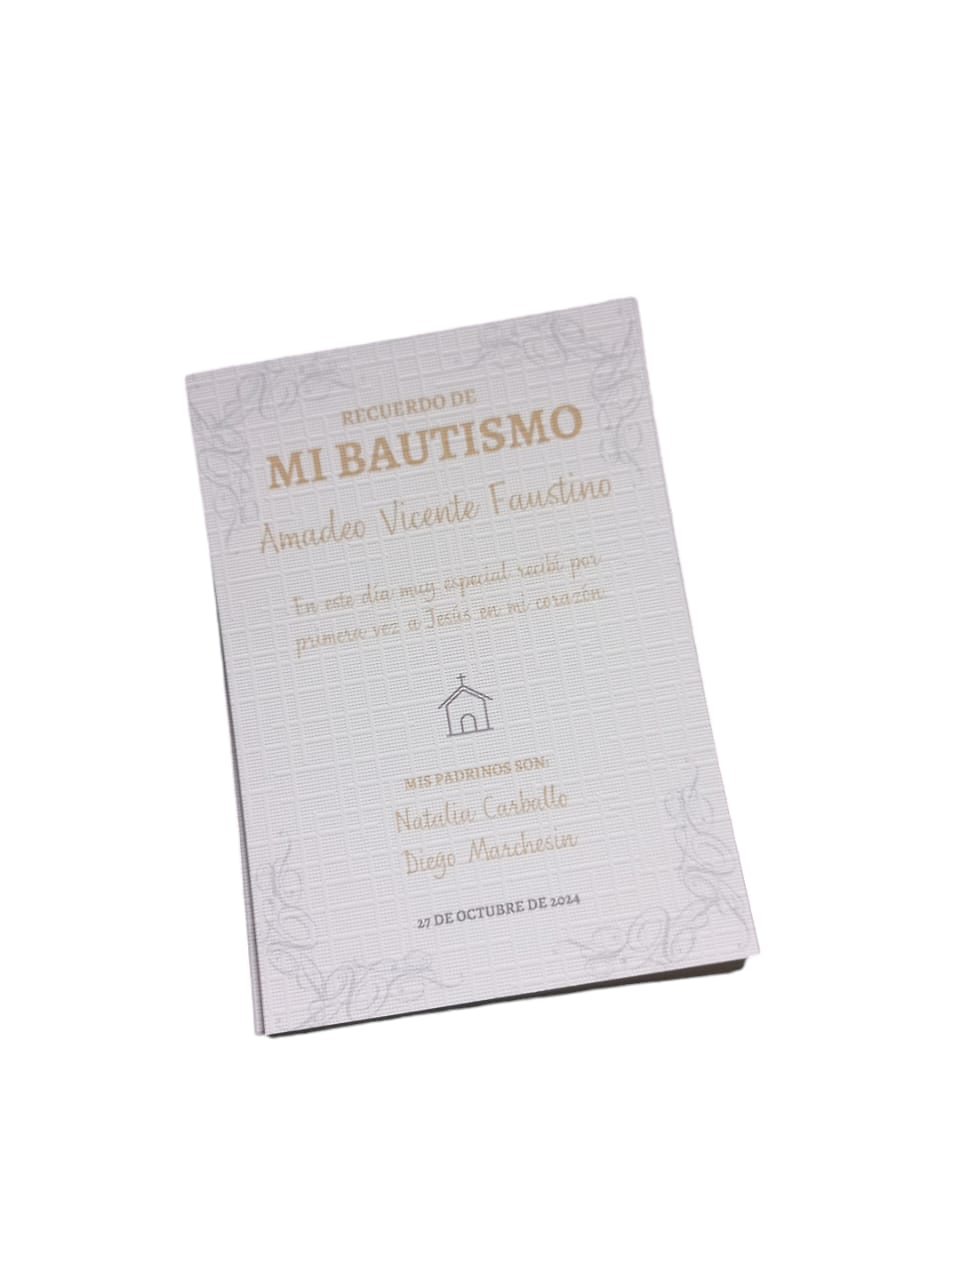 RECUERDO DE
MI BAUTISMO
Amadeo Vicente Faustino
En este día muy especial recibí por
primera vez a Jesús en mi corazón
MIS PADRINOS SON:
Natalia Carballo
Diego Marchesin
27 DE OCTUBRE DE 2024